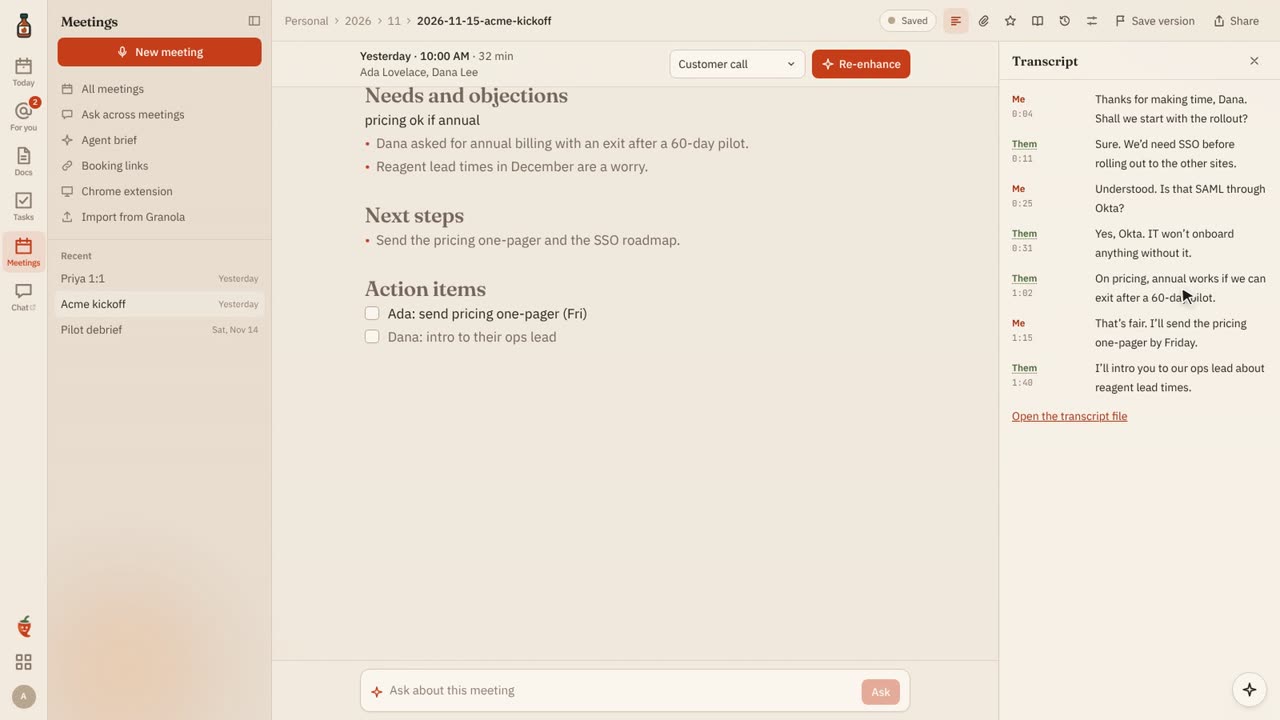 Today
2
For you
Docs
Tasks
Meetings
Chat
A
Meetings
New meeting
All meetings
Ask across meetings
Agent brief
Booking links
Chrome extension
Import from Granola
Recent
Priya 1:1 Yesterday
Acme kickoff Yesterday
Pilot debrief Sat, Nov 14
Personal > 2026 > 11 > 2026-11-15-acme-kickoff
Saved
Save version
Share
Yesterday · 10:00 AM · 32 min
Ada Lovelace, Dana Lee
Customer call
Re-enhance
Needs and objections
pricing ok if annual
• Dana asked for annual billing with an exit after a 60-day pilot.
• Reagent lead times in December are a worry.
Next steps
• Send the pricing one-pager and the SSO roadmap.
Action items
Ada: send pricing one-pager (Fri)
Dana: intro to their ops lead
Ask about this meeting
Ask
Transcript
Me Thanks for making time, Dana.
0:04 Shall we start with the rollout?
Them Sure. We’d need SSO before
0:11 rolling out to the other sites.
Me Understood. Is that SAML through
0:25 Okta?
Them Yes, Okta. IT won’t onboard
0:31 anything without it.
Them On pricing, annual works if we can
1:02 exit after a 60-day pilot.
Me That’s fair. I’ll send the pricing
1:15 one-pager by Friday.
Them I’ll intro you to our ops lead about
1:40 reagent lead times.
Open the transcript file